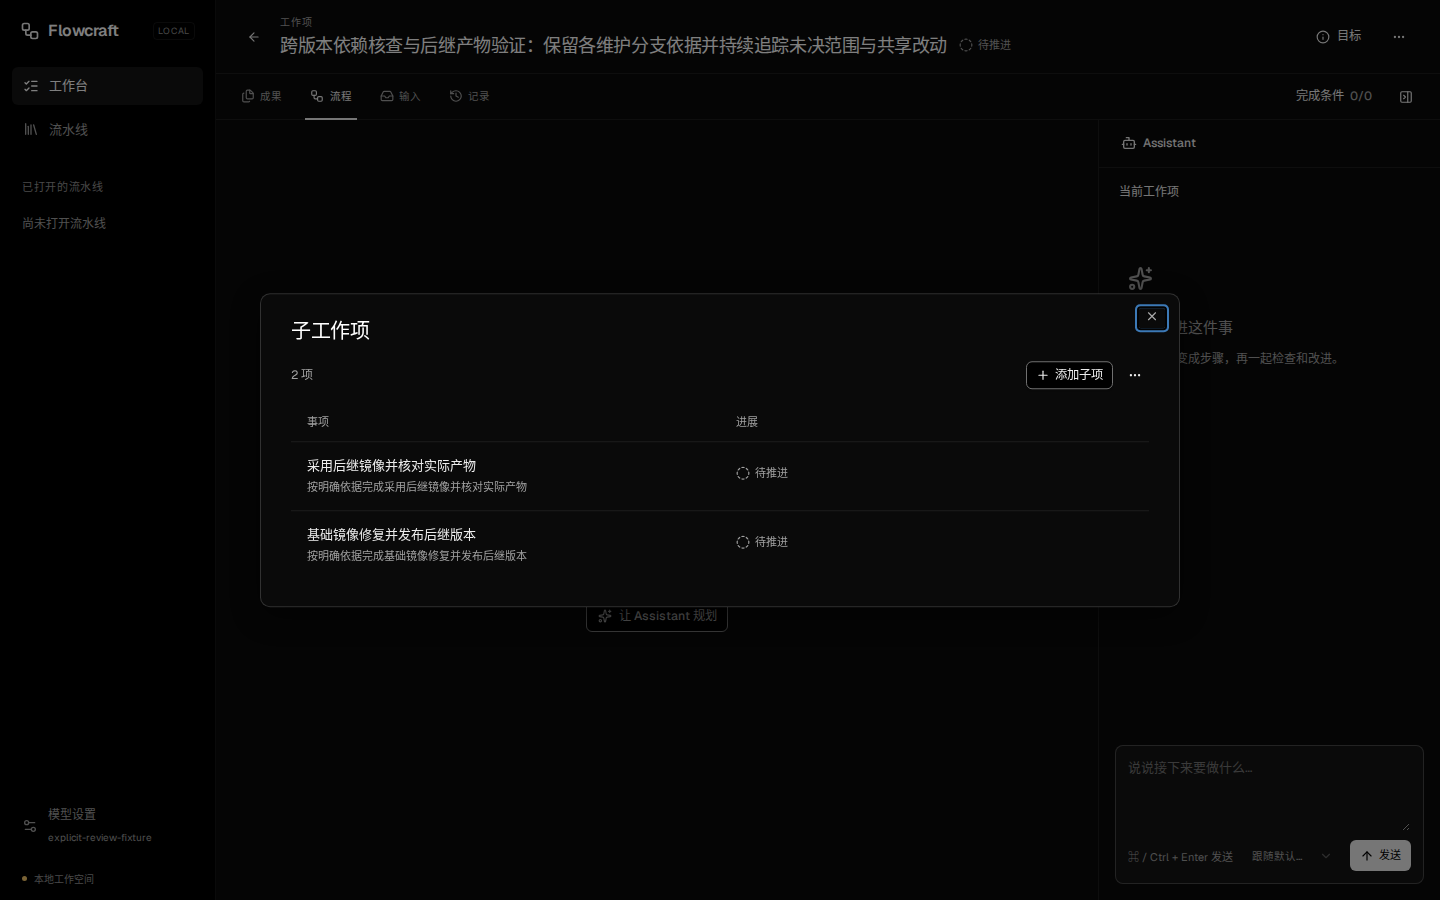 Flowcraft
LOCAL
工作台
流水线
已打开的流水线
尚未打开流水线
模型设置
explicit-review-fixture
本地工作空间
工作项
跨版本依赖核查与后继产物验证：保留各维护分支依据并持续追踪未决范围与共享改动
待推进
目标
成果
流程
输入
记录
完成条件 0/0
Assistant
当前工作项
进这件事
变成步骤，再一起检查和改进。
子工作项
2 项
添加子项
事项
进展
采用后继镜像并核对实际产物
按明确依据完成采用后继镜像并核对实际产物
待推进
基础镜像修复并发布后继版本
按明确依据完成基础镜像修复并发布后继版本
待推进
让 Assistant 规划
说说接下来要做什么...
⌘ / Ctrl + Enter 发送
跟随默认...
发送